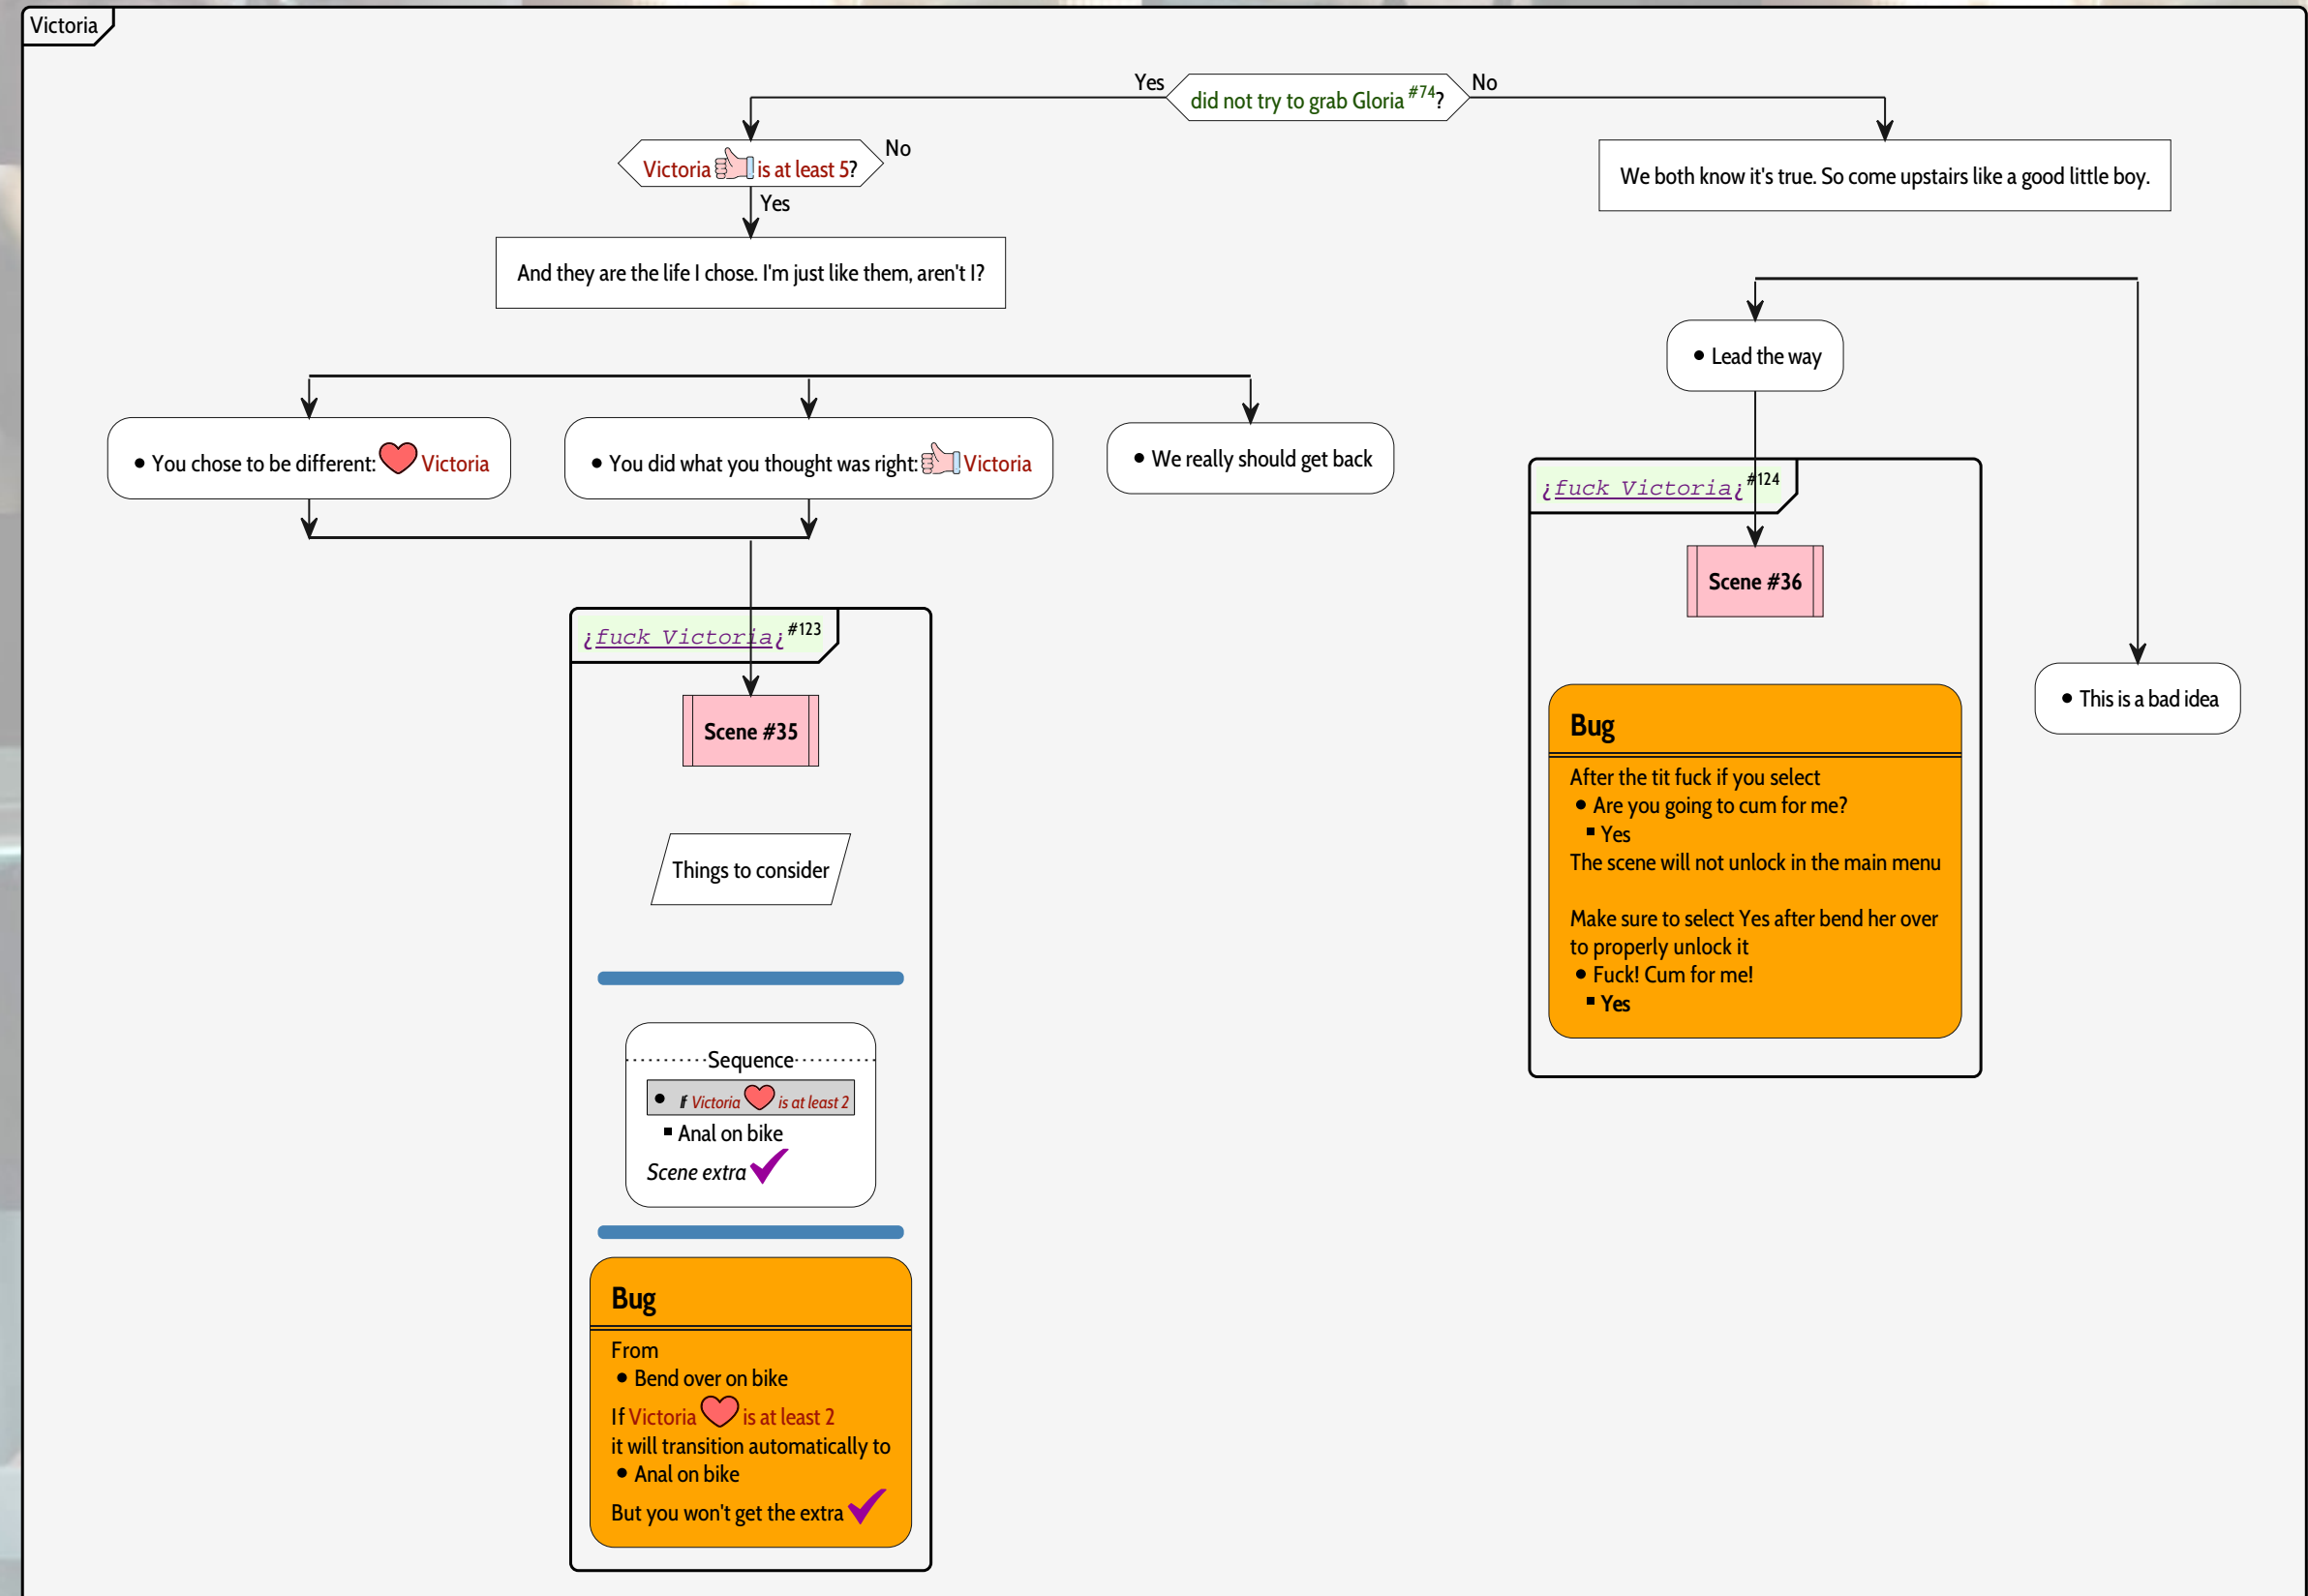 Victoria
Yes
did not try to grab Gloria #74?
No
Victoria is at least 5?
No
Yes
We both know it's true. So come upstairs like a good little boy.
And they are the life I chose. I'm just like them, aren't I?
• Lead the way
• You chose to be different: Victoria
• You did what you thought was right: Victoria
• We really should get back
¿fuck Victoria¿ #124
Scene #36
¿fuck Victoria¿ #123
Scene #35
• This is a bad idea
Bug
After the tit fuck if you select
• Are you going to cum for me?
▪ Yes
The scene will not unlock in the main menu
Make sure to select Yes after bend her over
to properly unlock it
• Fuck! Cum for me!
▪ Yes
Things to consider
Sequence
• If Victoria is at least 2
▪ Anal on bike
Scene extra
Bug
From
• Bend over on bike
If Victoria is at least 2
it will transition automatically to
• Anal on bike
But you won't get the extra